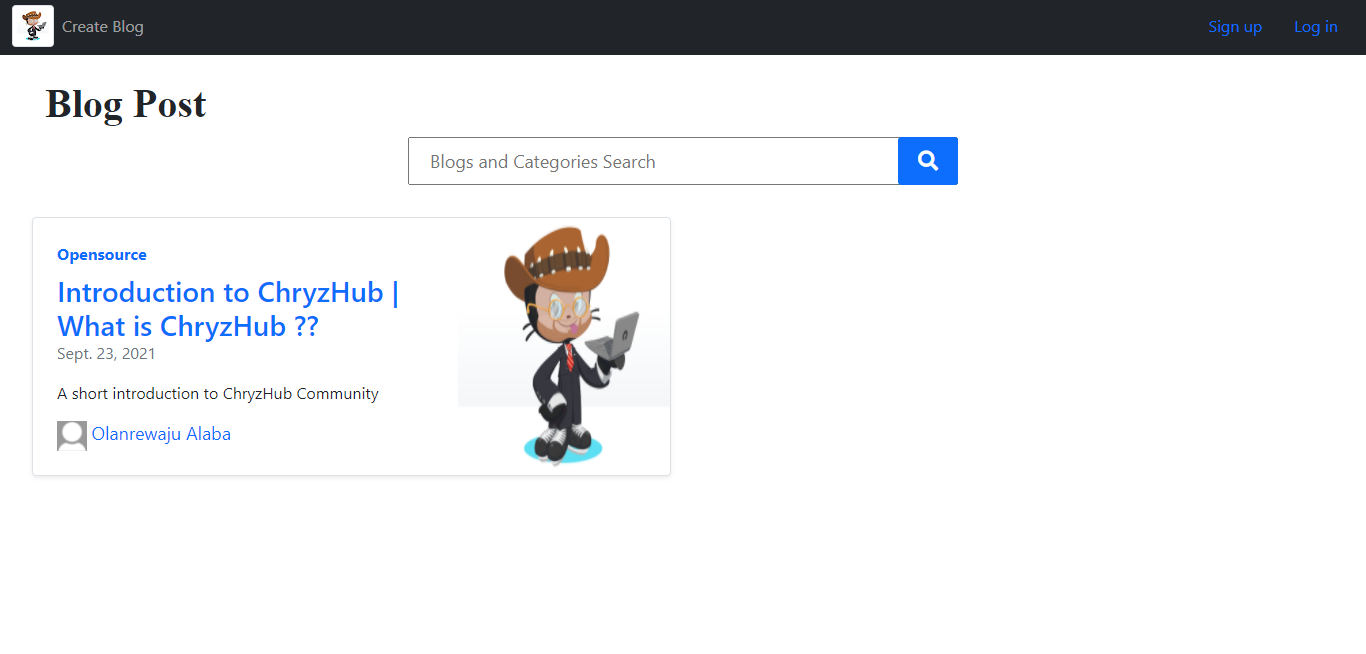 Create Blog
Sign up
Log in
Blog Post
Blogs and Categories Search
Opensource
Introduction to ChryzHub |
What is ChryzHub ??
Sept. 23, 2021
A short introduction to ChryzHub Community
Olanrewaju Alaba